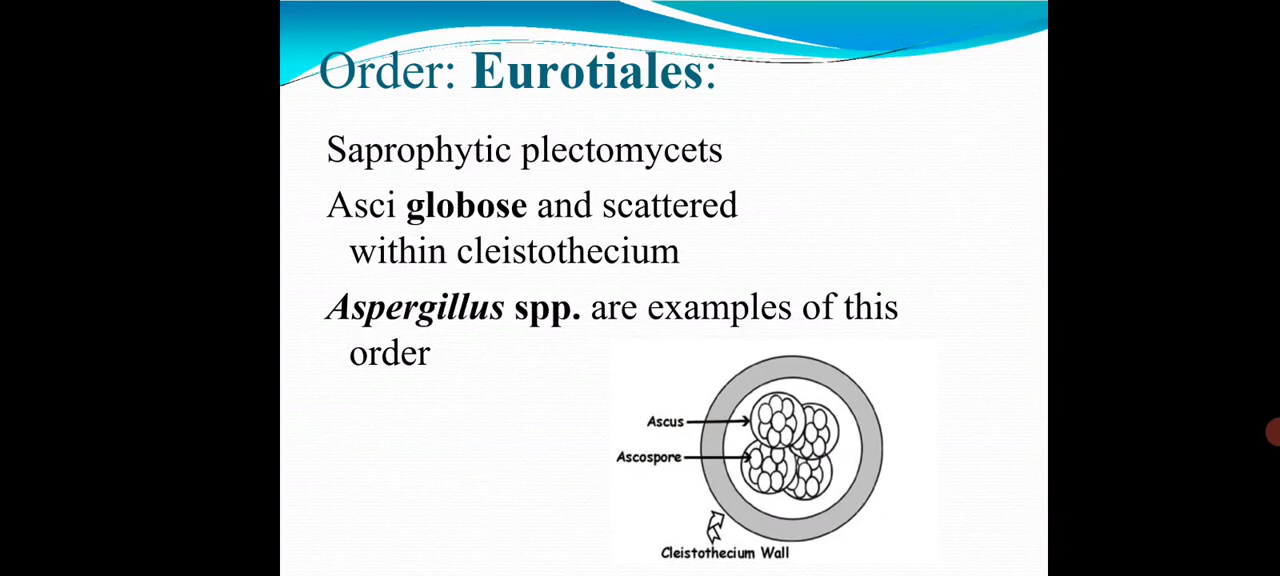 Order: Eurotiales:
Saprophytic plectomycets
Asci globose and scattered
within cleistothecium
Aspergillus spp. are examples of this
order
Ascus
Ascospore
Cleistothecium Wall